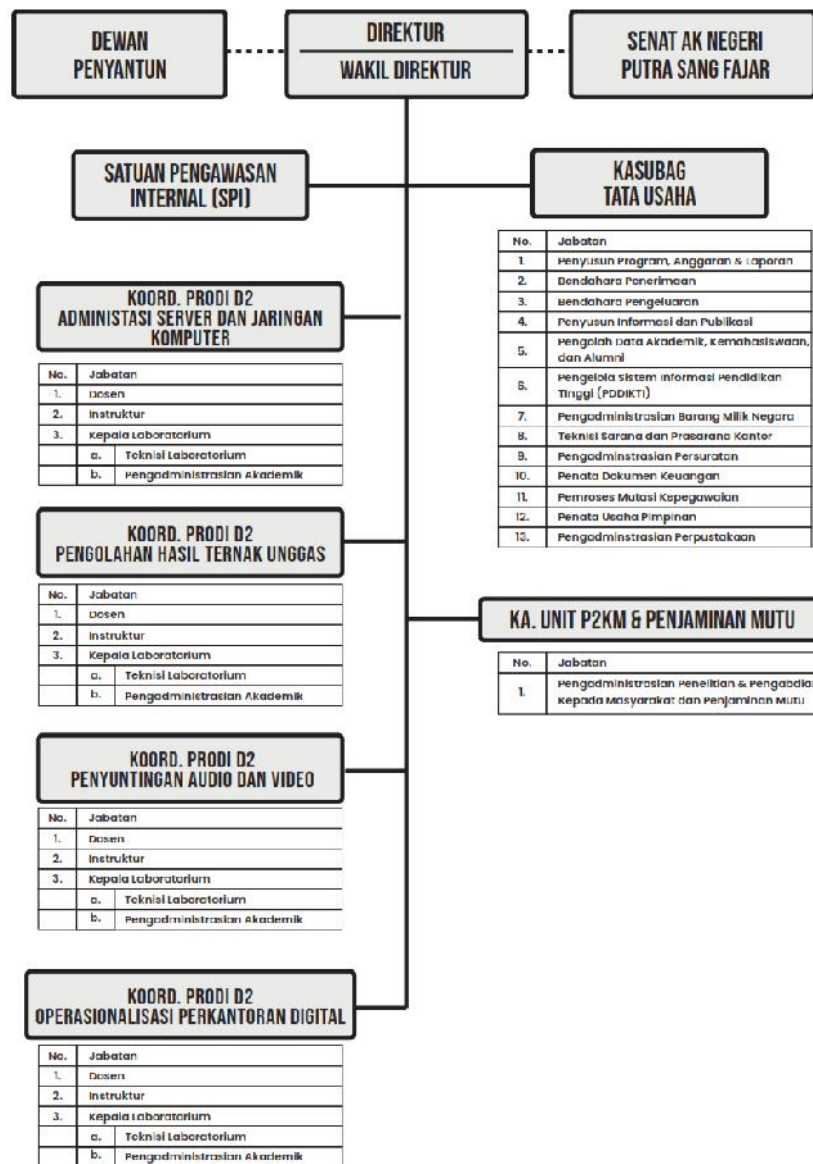 DEWAN
PENYANTUN
DIREKTUR
WAKIL DIREKTUR
SENAT AK NEGERI
PUTRA SANG FAJAR
SATUAN PENGAWASAN
INTERNAL (SPI)
KASUBAG
TATA USAHA
No. Jabatan
1. Penyusun Program, Anggaran & Laporan
2. Bendahara Penerimaan
3. Bendahara Pengeluaran
4. Penyusun Informasi dan Publikasi
5. Pengolah Data Akademik, Kemahasiswaan,
dan Alumni
6. Pengelola Sistem Informasi Pendidikan
Tinggi (PDDIKTI)
7. Pengadministrasian Barang Milik Negara
8. Teknisi Sarana dan Prasarana Kantor
9. Pengadminstrasian Persuratan
10. Penata Dokumen Keuangan
11. Pemroses Mutasi Kepegawaian
12. Penata Usaha Pimpinan
13. Pengadminstrasian Perpustakaan
KOORD. PRODI D2
ADMINISTASI SERVER DAN JARINGAN
KOMPUTER
No. Jabatan
1. Dosen
2. Instruktur
3. Kepala Laboratorium
a. Teknisi Laboratorium
b. Pengadministrasian Akademik
KOORD. PRODI D2
PENGOLAHAN HASIL TERNAK UNGGAS
No. Jabatan
1. Dosen
2. Instruktur
3. Kepala Laboratorium
a. Teknisi Laboratorium
b. Pengadministrasian Akademik
KA. UNIT P2KM & PENJAMINAN MUTU
No. Jabatan
1. Pengadministrasian Penelitian & Pengabdian
Kepada Masyarakat dan Penjaminan Mutu
KOORD. PRODI D2
PENYUNTINGAN AUDIO DAN VIDEO
No. Jabatan
1. Dosen
2. Instruktur
3. Kepala Laboratorium
a. Teknisi Laboratorium
b. Pengadministrasian Akademik
KOORD. PRODI D2
OPERASIONALISASI PERKANTORAN DIGITAL
No. Jabatan
1. Dosen
2. Instruktur
3. Kepala Laboratorium
a. Teknisi Laboratorium
b. Pengadministrasian Akademik